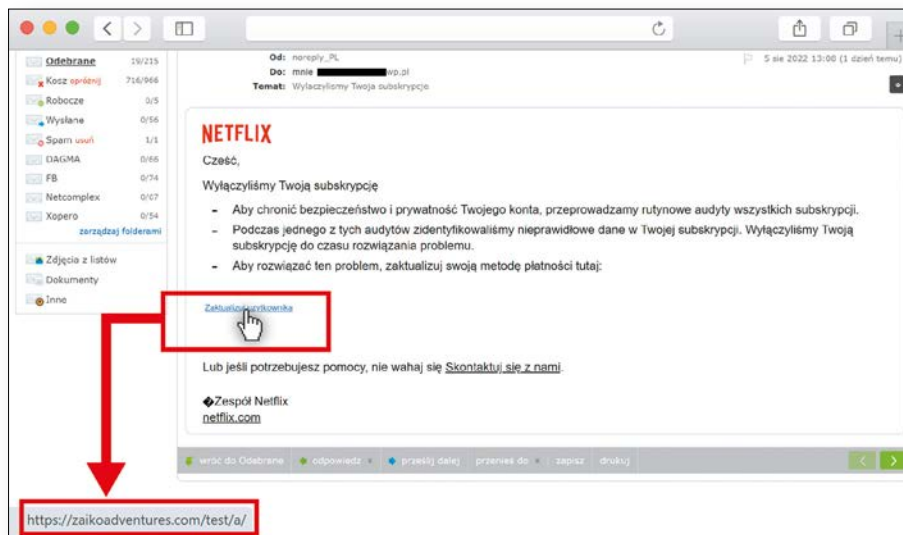 Odebrane 19/215
Kosz opróżnij 716/966
Robocze 0/5
Wysłane 0/56
Spam usuń 1/1
DAGMA 0/66
FB 0/74
Netcomplex 0/67
Xopero 0/54
zarządzaj folderami
Zdjęcia z listów
Dokumenty
Inne
Od: noreply_PL
5 sie 2022 13:00 (1 dzień temu)
Do: mnie wp.pl
Temat: Wylaczylismy Twoja subskrypcje
NETFLIX
Cześć,
Wyłączyliśmy Twoją subskrypcję
- Aby chronić bezpieczeństwo i prywatność Twojego konta, przeprowadzamy rutynowe audyty wszystkich subskrypcji.
- Podczas jednego z tych audytów zidentyfikowaliśmy nieprawidłowe dane w Twojej subskrypcji. Wyłączyliśmy Twoją
subskrypcję do czasu rozwiązania problemu.
- Aby rozwiązać ten problem, zaktualizuj swoją metodę płatności tutaj:
Zaktualizuj użytkownika
Lub jeśli potrzebujesz pomocy, nie wahaj się Skontaktuj się z nami.
�Zespół Netflix
netflix.com
wróć do Odebrane odpowiedz prześlij dalej przenieś do zapisz drukuj
https://zaikoadventures.com/test/a/